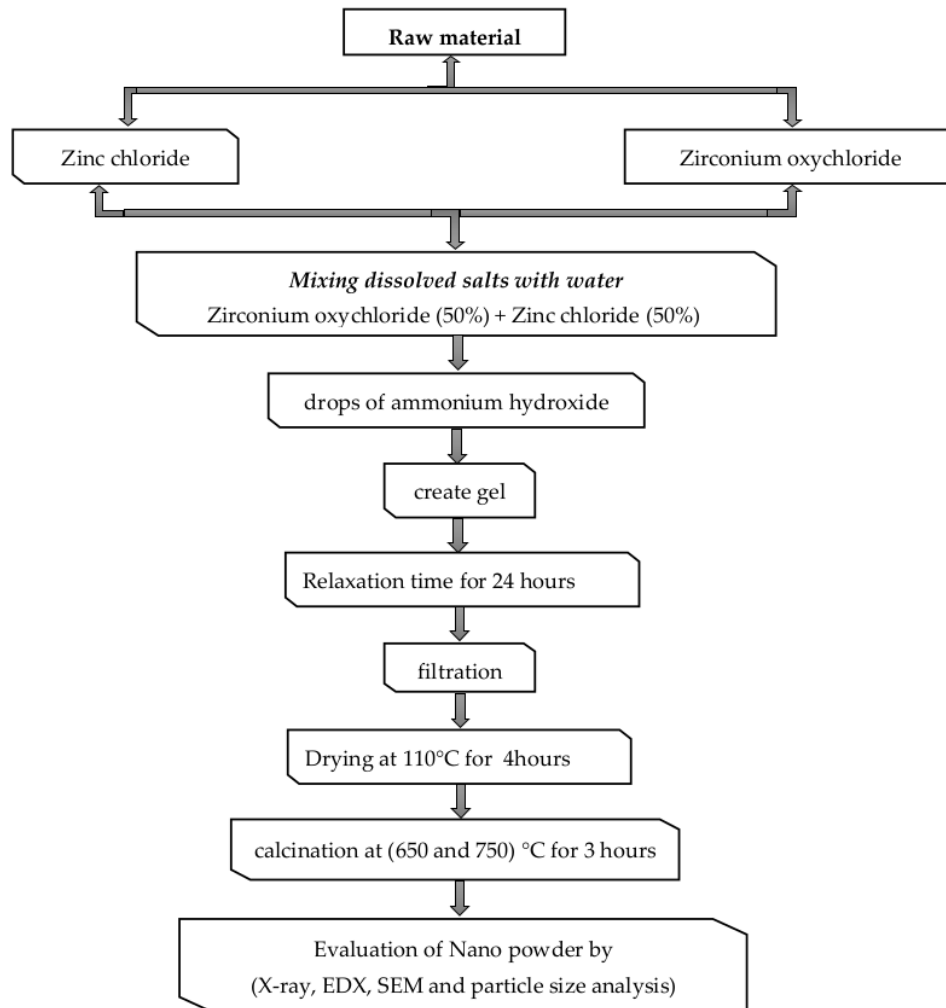 Raw material
Zinc chloride
Zirconium oxychloride
Mixing dissolved salts with water
Zirconium oxychloride (50%) + Zinc chloride (50%)
drops of ammonium hydroxide
create gel
Relaxation time for 24 hours
filtration
Drying at 110°C for 4hours
calcination at (650 and 750) °C for 3 hours
Evaluation of Nano powder by
(X-ray, EDX, SEM and particle size analysis)